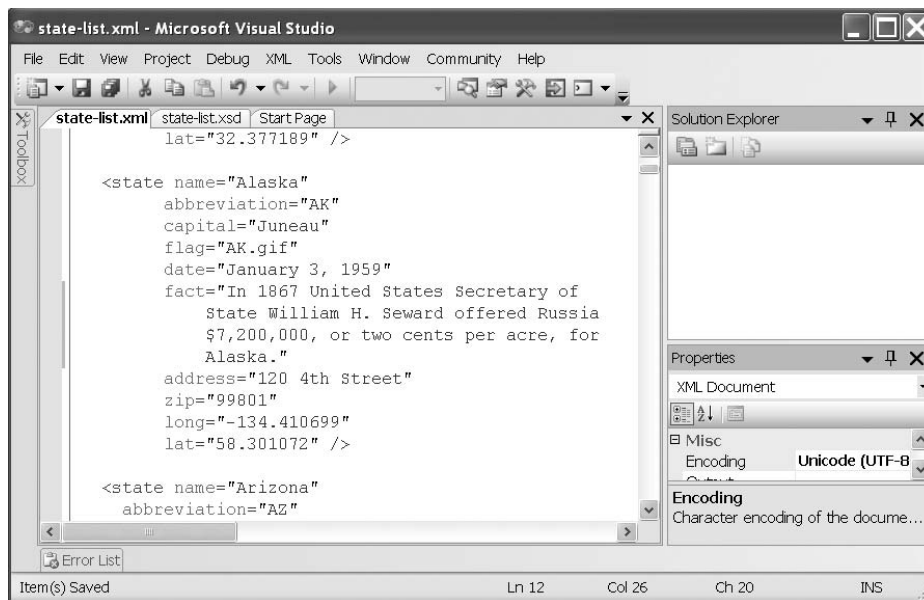 state-list.xml - Microsoft Visual Studio
File Edit View Project Debug XML Tools Window Community Help
Toolbox
state-list.xml state-list.xsd Start Page
lat="32.377189" />
<state name="Alaska"
abbreviation="AK"
capital="Juneau"
flag="AK.gif"
date="January 3, 1959"
fact="In 1867 United States Secretary of
State William H. Seward offered Russia
$7,200,000, or two cents per acre, for
Alaska."
address="120 4th Street"
zip="99801"
long="-134.410699"
lat="58.301072" />
<state name="Arizona"
abbreviation="AZ"
Solution Explorer
Properties
XML Document
Misc
Encoding Unicode (UTF-8
Encoding
Character encoding of the docume...
Error List
Item(s) Saved Ln 12 Col 26 Ch 20 INS